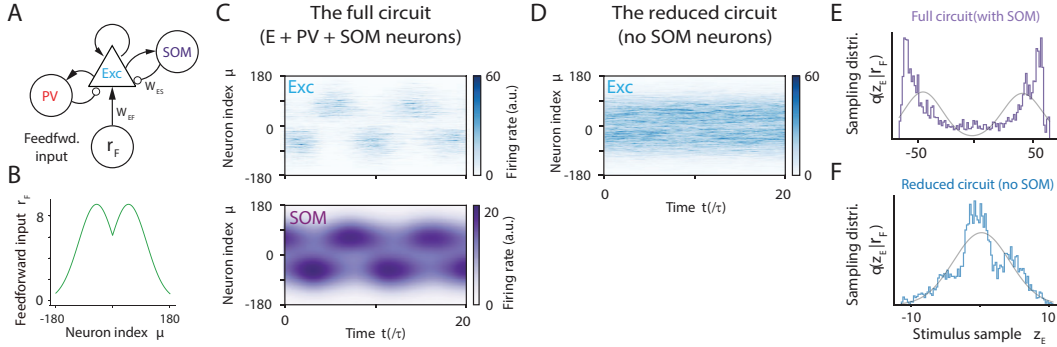 A
Exc
SOM
PV
W_ES
W_EF
Feedfwd.
input
r_F
B
Feedforward input r_F
8
0
-180
180
Neuron index μ
C
The full circuit
(E + PV + SOM neurons)
Neuron index μ
180
0
-180
Exc
60
0
Firing rate (a.u.)
Neuron index μ
180
0
-180
SOM
0
20
Time t(/τ)
20
0
Firing rate (a.u.)
D
The reduced circuit
(no SOM neurons)
Neuron index μ
180
0
-180
Exc
0
20
Time t(/τ)
60
0
Firing rate (a.u.)
E
Full circuit(with SOM)
Sampling distri.
q(z_E|r_F)
-50
50
F
Reduced circuit (no SOM)
Sampling distri.
q(z_E|r_F)
-10
0
10
Stimulus sample z_E